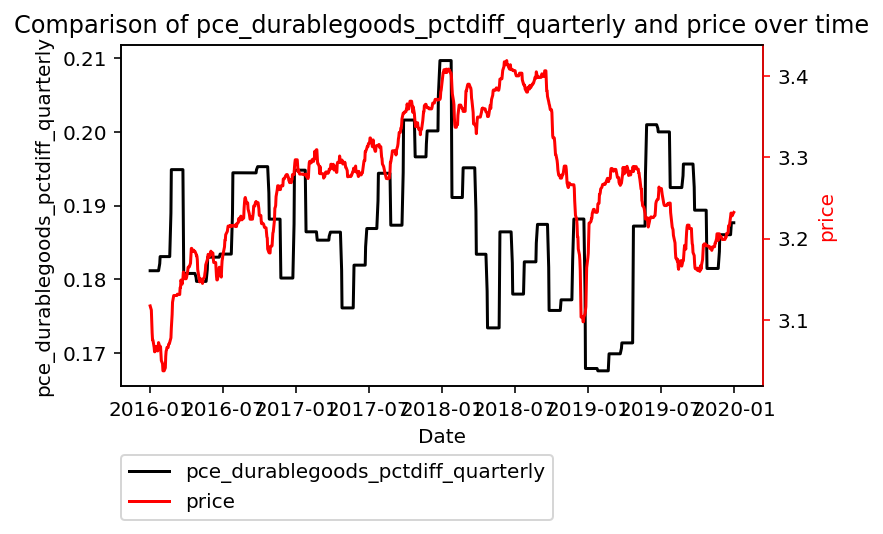 Comparison of pce_durablegoods_pctdiff_quarterly and price over time
pce_durablegoods_pctdiff_quarterly
0.21
0.20
0.19
0.18
0.17
3.4
3.3
3.2
3.1
price
2016-01 2016-07 2017-01 2017-07 2018-01 2018-07 2019-01 2019-07 2020-01
Date
pce_durablegoods_pctdiff_quarterly
price